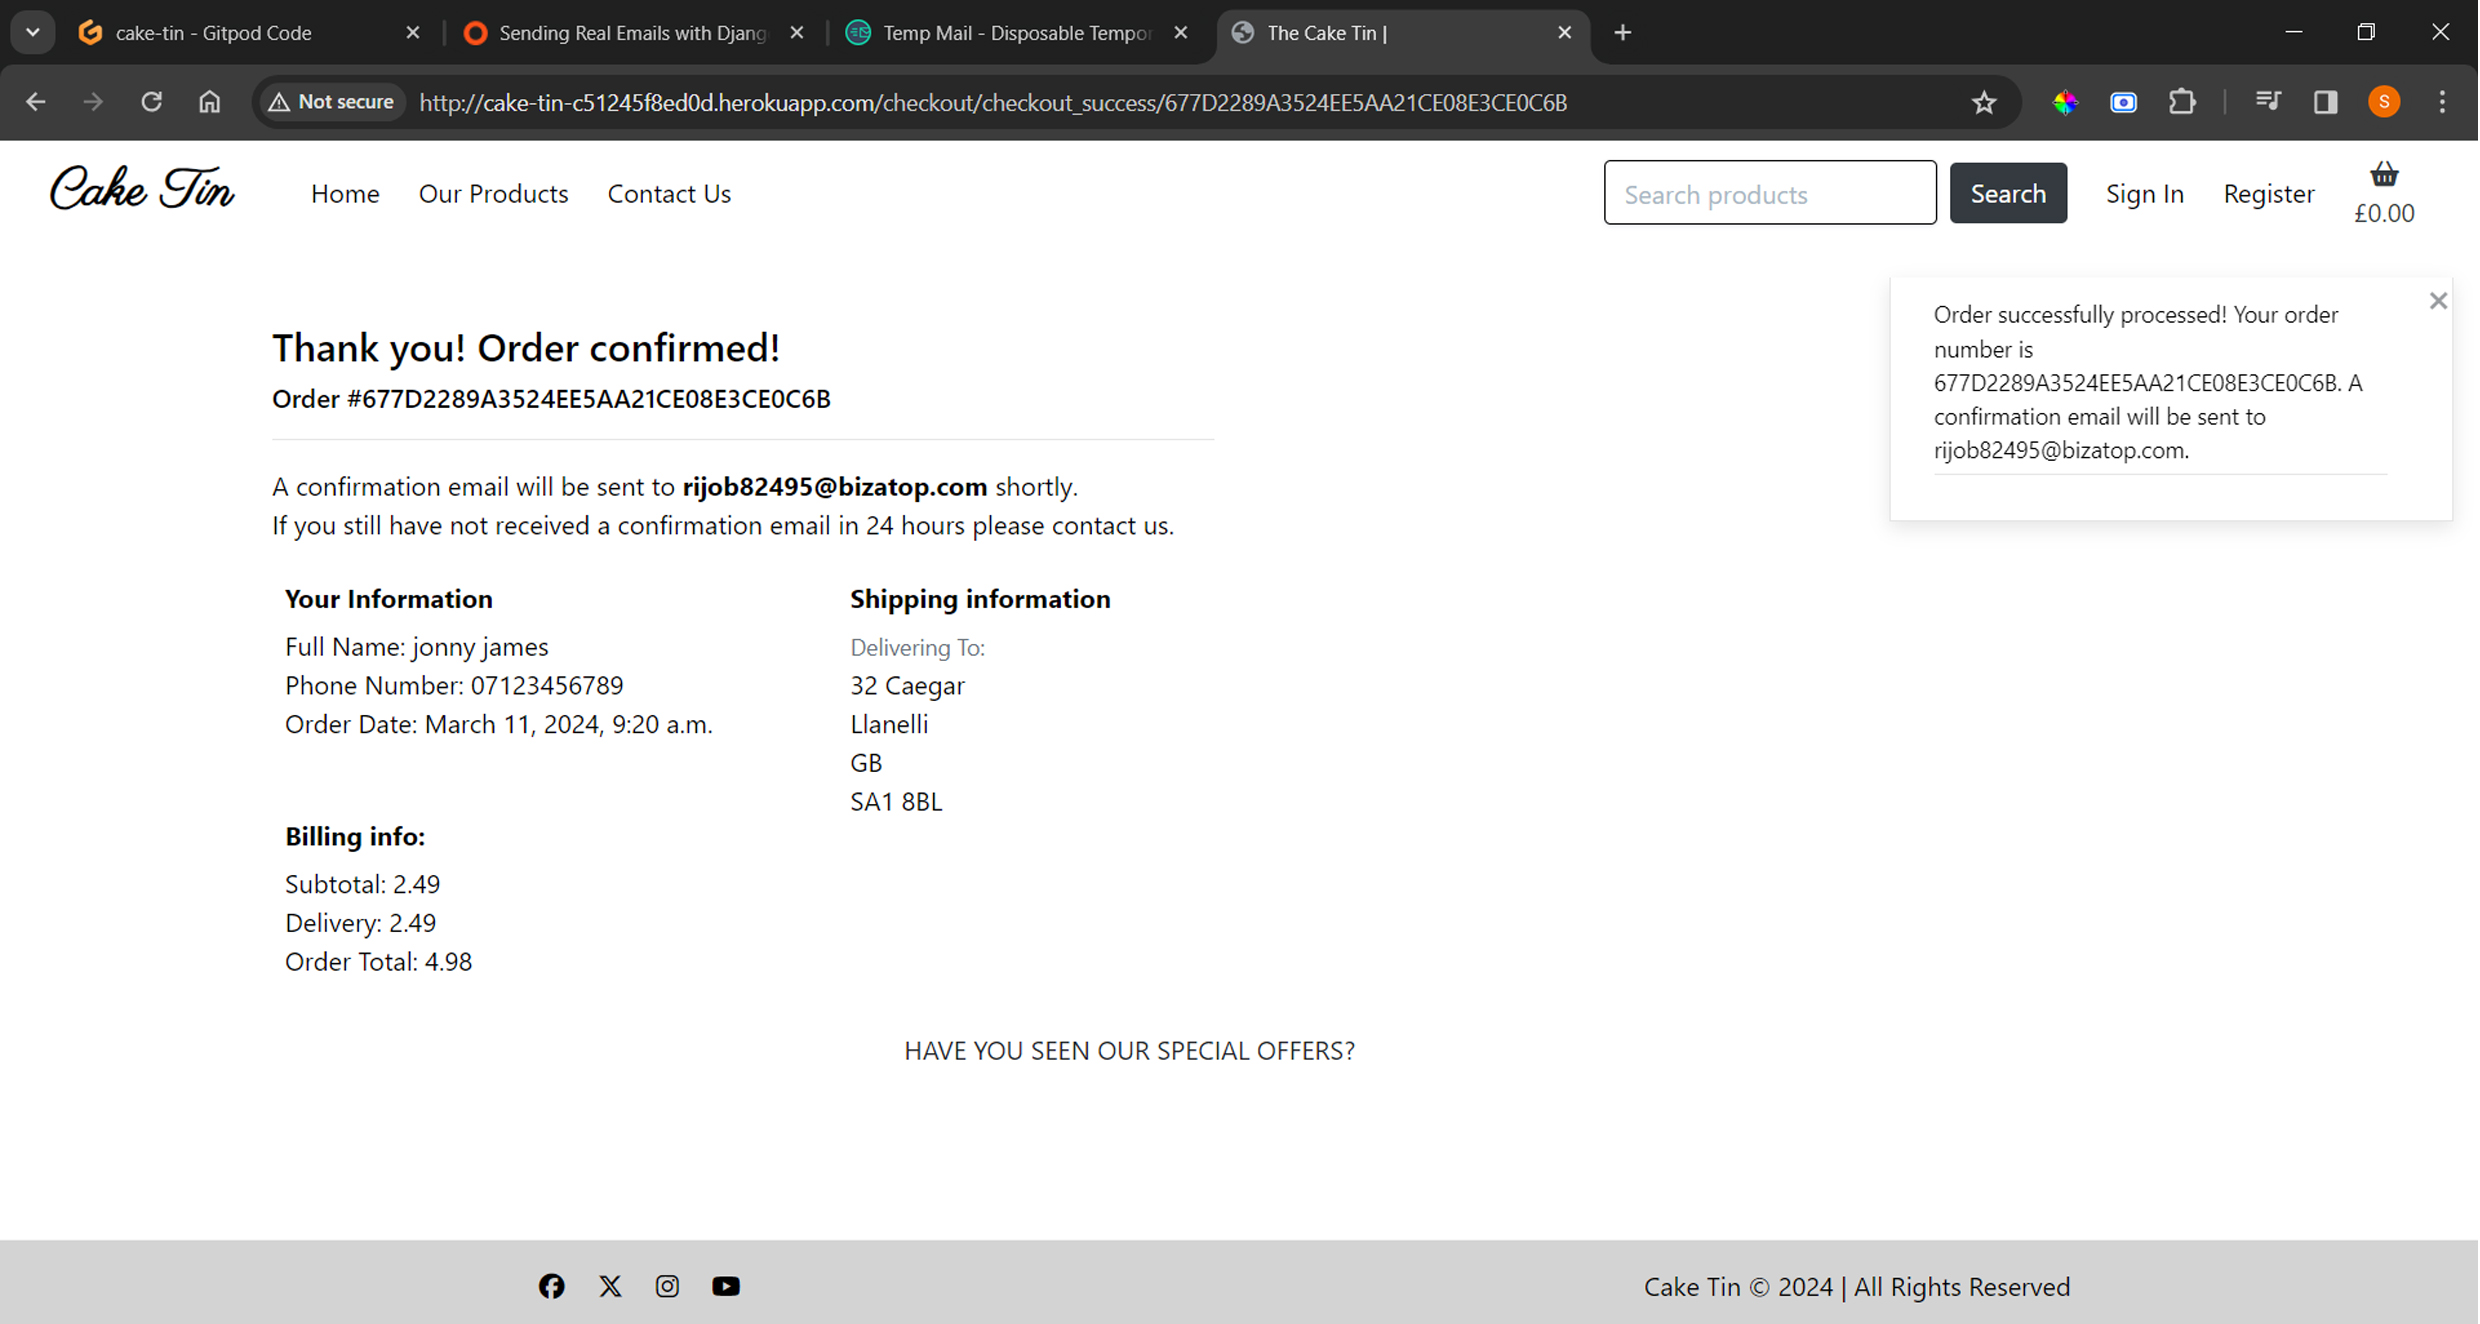 cake-tin - Gitpod Code
Sending Real Emails with Djang
Temp Mail - Disposable Tempor
The Cake Tin |
Not secure
http://cake-tin-c51245f8ed0d.herokuapp.com/checkout/checkout_success/677D2289A3524EE5AA21CE08E3CE0C6B
S
Cake Tin
Home
Our Products
Contact Us
Search products
Search
Sign In
Register
£0.00
Order successfully processed! Your order
number is
677D2289A3524EE5AA21CE08E3CE0C6B. A
confirmation email will be sent to
rijob82495@bizatop.com.
Thank you! Order confirmed!
Order #677D2289A3524EE5AA21CE08E3CE0C6B
A confirmation email will be sent to rijob82495@bizatop.com shortly.
If you still have not received a confirmation email in 24 hours please contact us.
Your Information
Full Name: jonny james
Phone Number: 07123456789
Order Date: March 11, 2024, 9:20 a.m.
Shipping information
Delivering To:
32 Caegar
Llanelli
GB
SA1 8BL
Billing info:
Subtotal: 2.49
Delivery: 2.49
Order Total: 4.98
HAVE YOU SEEN OUR SPECIAL OFFERS?
Cake Tin © 2024 | All Rights Reserved